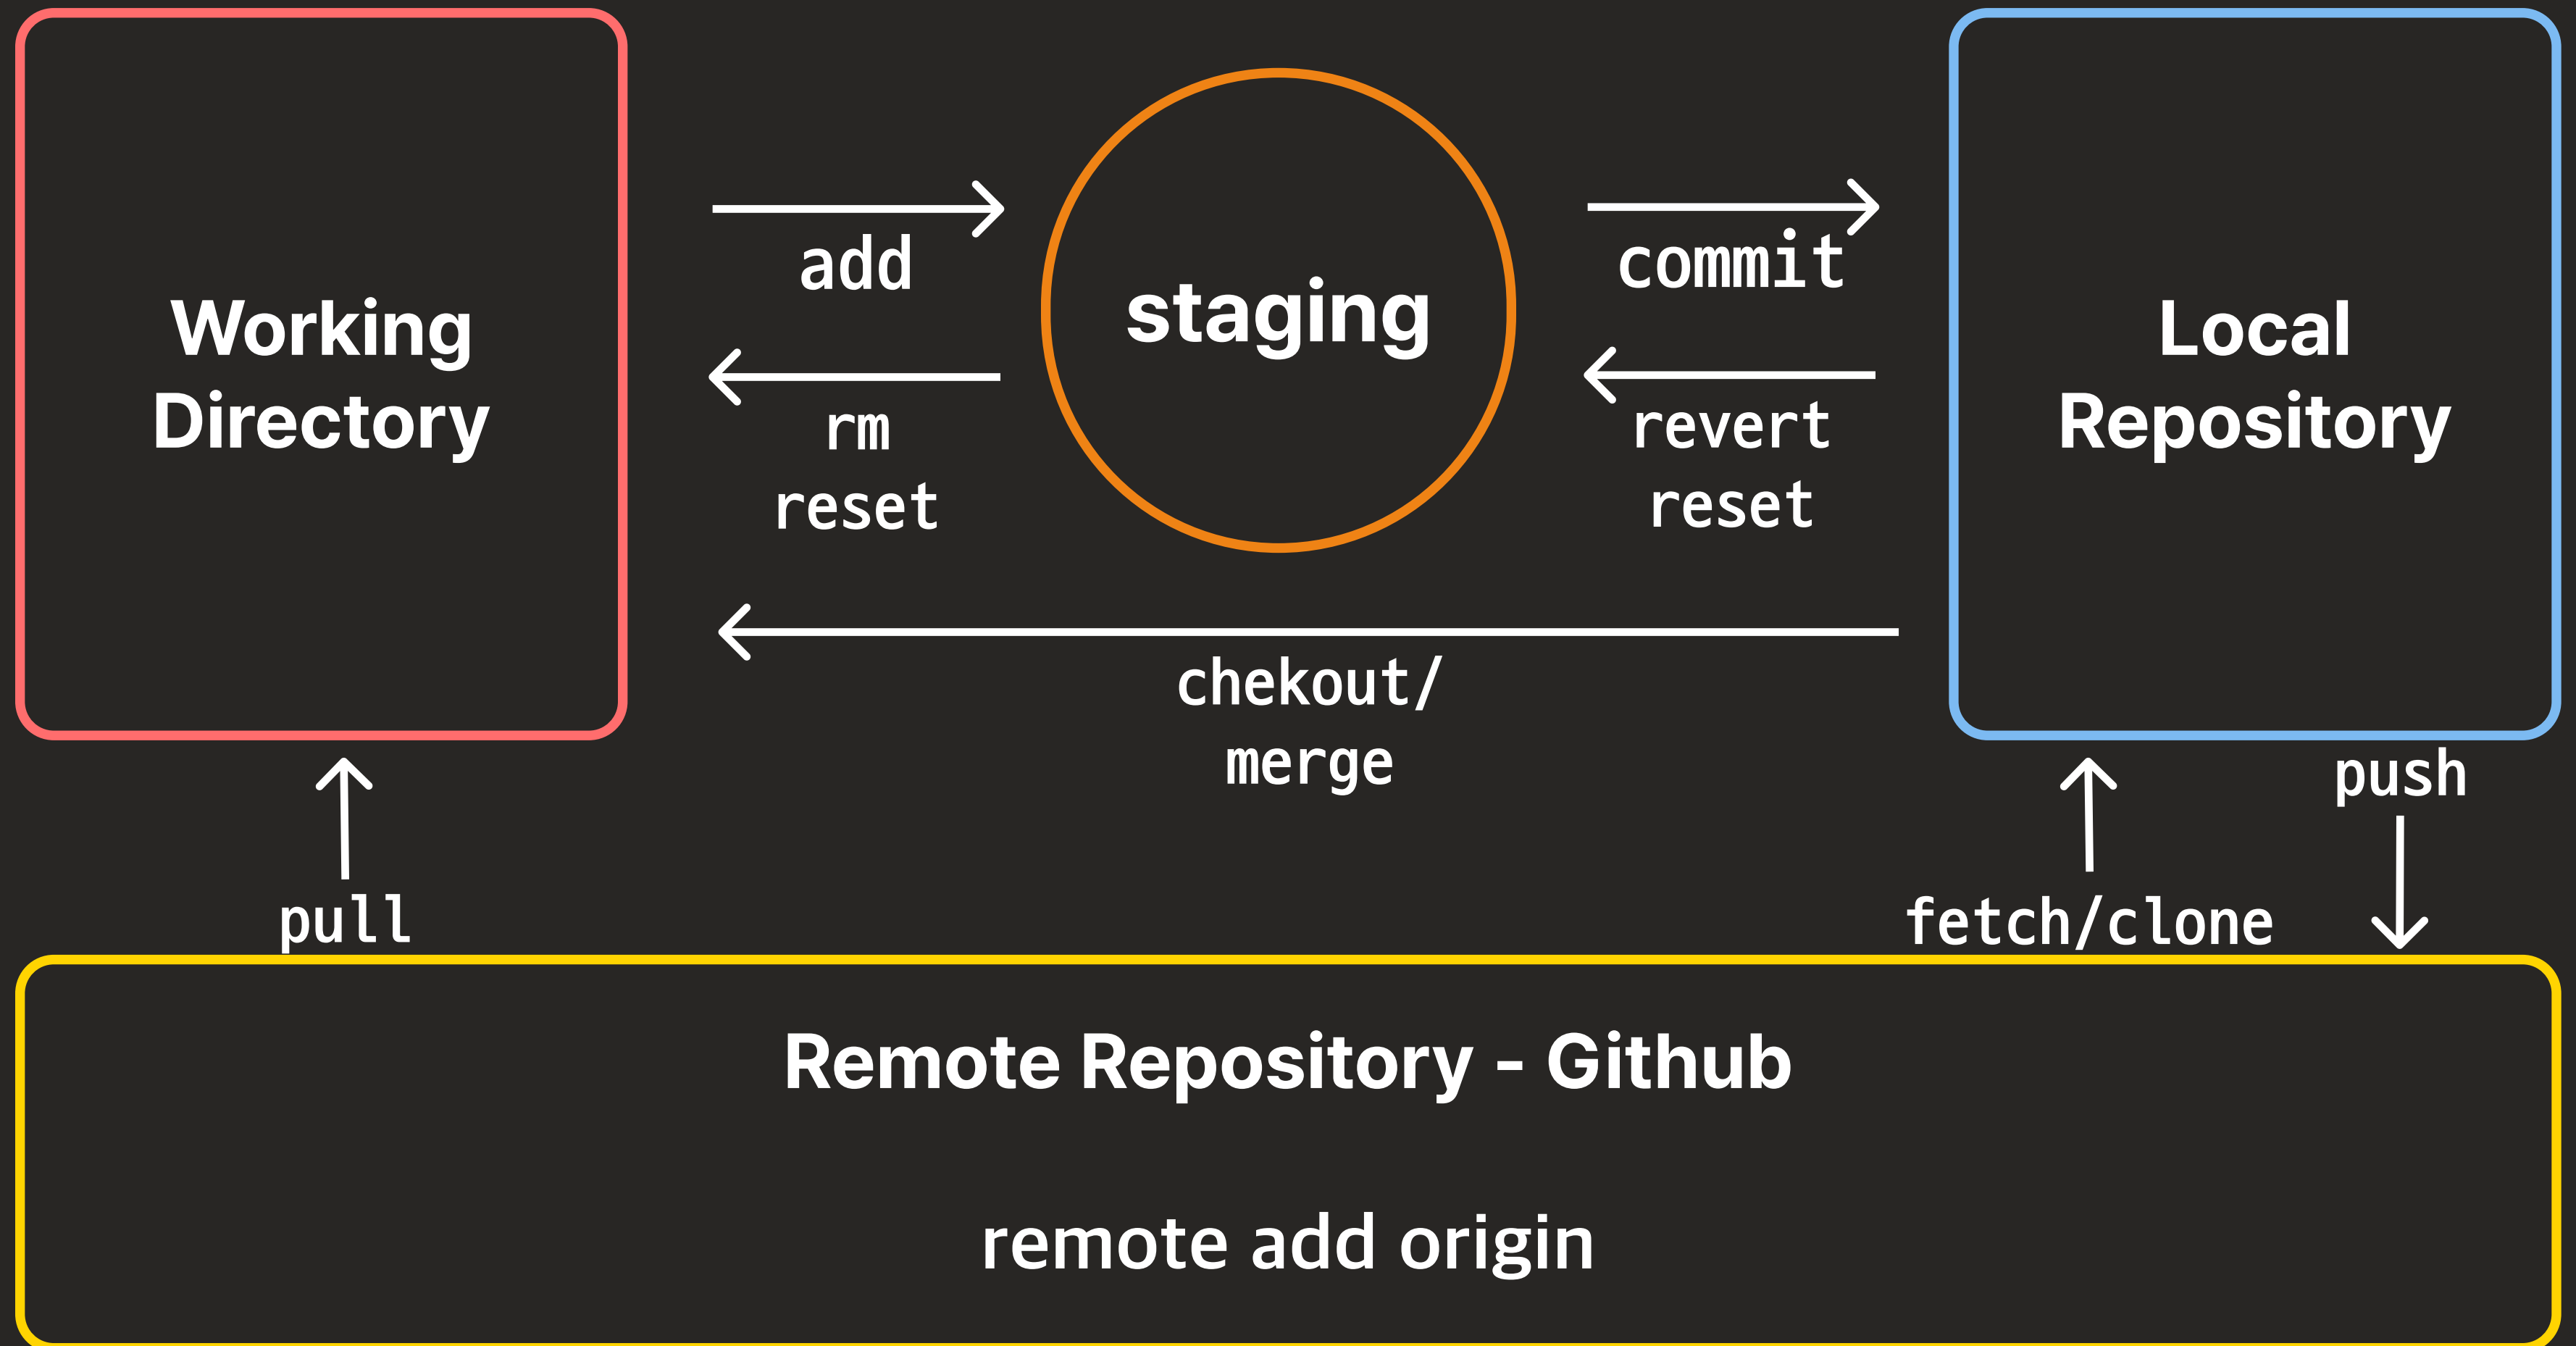 Working
Directory
add
rm
reset
staging
commit
revert
reset
Local
Repository
chekout/
merge
pull
fetch/clone
push
Remote Repository - Github
remote add origin